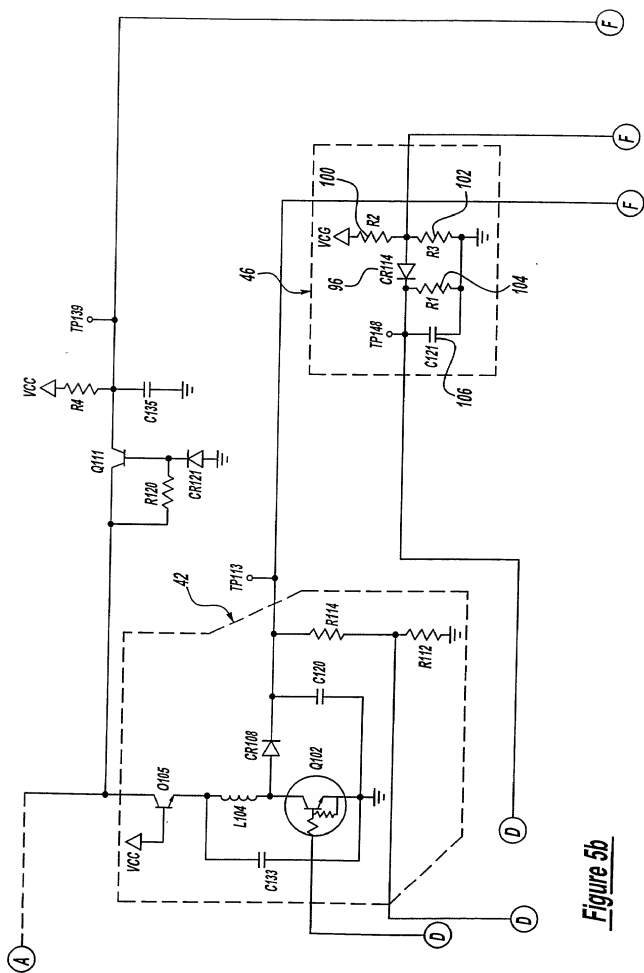 A
VCC
O105
L104
C133
Q102
CR108
C120
42
TP113
R114
R112
R120
Q111
CR121
VCC
R4
C135
TP139
46
96
100
VCG
R2
CR114
R3
102
TP148
R1
104
C121
106
D
D
D
F
F
F
Figure 5b